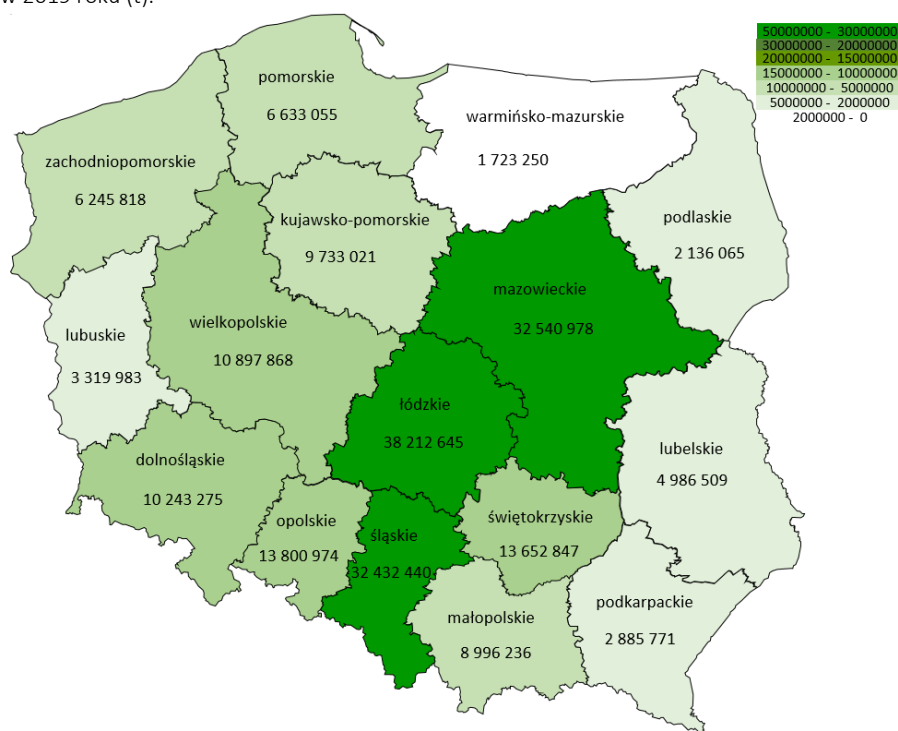 w 2015 roku (t).
50000000 - 30000000
30000000 - 20000000
20000000 - 15000000
15000000 - 10000000
10000000 - 5000000
5000000 - 2000000
2000000 - 0
pomorskie
6 633 055
warmińsko-mazurskie
1 723 250
zachodniopomorskie
6 245 818
kujawsko-pomorskie
9 733 021
podlaskie
2 136 065
mazowieckie
32 540 978
wielkopolskie
10 897 868
lubuskie
3 319 983
łódzkie
38 212 645
lubelskie
4 986 509
dolnośląskie
10 243 275
opolskie
13 800 974
śląskie
32 432 440
świętokrzyskie
13 652 847
małopolskie
8 996 236
podkarpackie
2 885 771